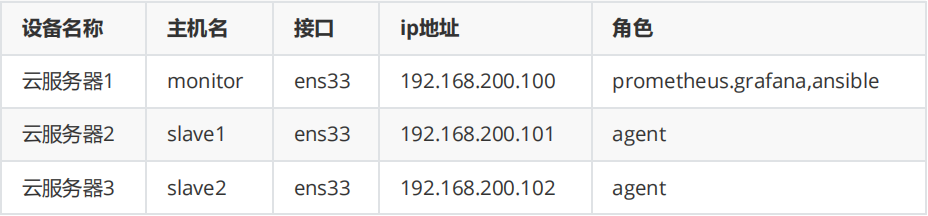 设备名称 主机名 接口 ip地址 角色
云服务器1 monitor ens33 192.168.200.100 prometheus.grafana,ansible
云服务器2 slave1 ens33 192.168.200.101 agent
云服务器3 slave2 ens33 192.168.200.102 agent